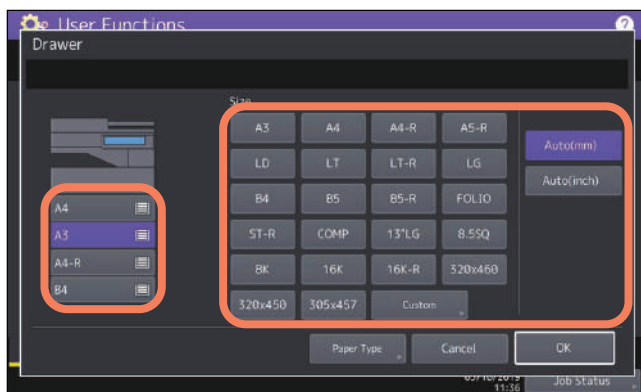 User Functions
?
Drawer
Size
A3 A4 A4-R A5-R
Auto(mm)
LD LT LT-R LG
Auto(inch)
B4 B5 B5-R FOLIO
A4
A3
ST-R COMP 13"LG 8.5SQ
A4-R
8K 16K 16K-R 320x460
B4
320x450 305x457 Custom
Paper Type Cancel OK
11:36 Job Status